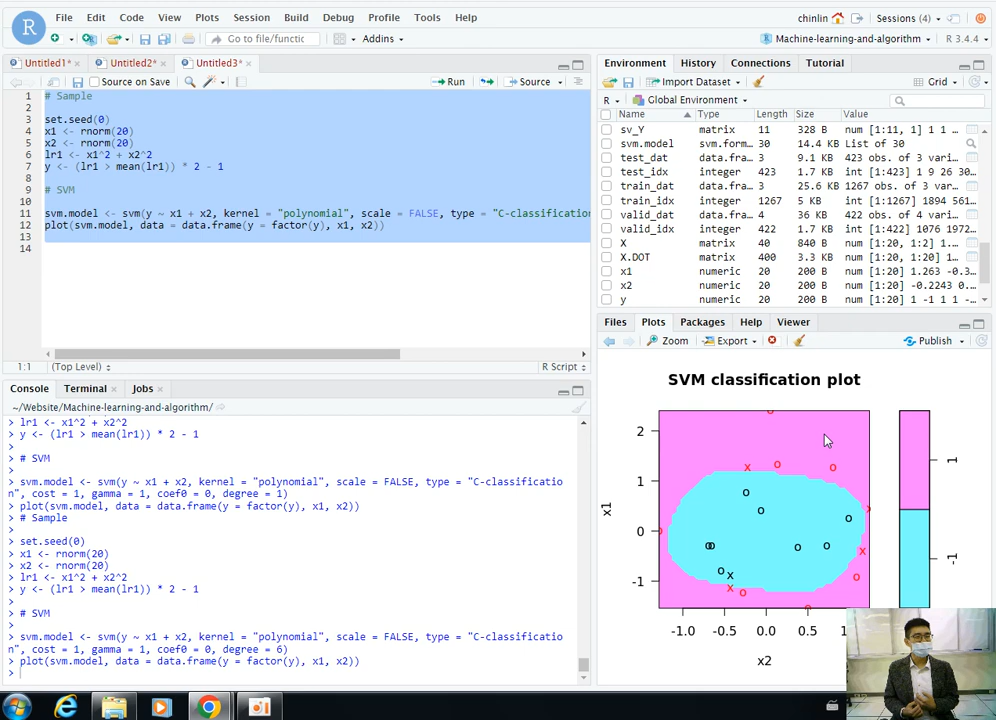 File Edit Code View Plots Session Build Debug Profile Tools Help
chinlin Sessions (4)
Go to file/functic Addins
Machine-learning-and-algorithm R 3.4.4
Untitled1* × Untitled2* × Untitled3* ×
Source on Save Run Source
1 # Sample
2
3 set.seed(0)
4 x1 <- rnorm(20)
5 x2 <- rnorm(20)
6 lr1 <- x1^2 + x2^2
7 y <- (lr1 > mean(lr1)) * 2 - 1
8
9 # SVM
10
11 svm.model <- svm(y ~ x1 + x2, kernel = "polynomial", scale = FALSE, type = "C-classification
12 plot(svm.model, data = data.frame(y = factor(y), x1, x2))
13
14
1:1 (Top Level) R Script
Console Terminal × Jobs ×
~/Website/Machine-learning-and-algorithm/
> lr1 <- x1^2 + x2^2
> y <- (lr1 > mean(lr1)) * 2 - 1
>
> # SVM
>
> svm.model <- svm(y ~ x1 + x2, kernel = "polynomial", scale = FALSE, type = "C-classificatio
n", cost = 1, gamma = 1, coef0 = 0, degree = 1)
> plot(svm.model, data = data.frame(y = factor(y), x1, x2))
> # Sample
>
> set.seed(0)
> x1 <- rnorm(20)
> x2 <- rnorm(20)
> lr1 <- x1^2 + x2^2
> y <- (lr1 > mean(lr1)) * 2 - 1
>
> # SVM
>
> svm.model <- svm(y ~ x1 + x2, kernel = "polynomial", scale = FALSE, type = "C-classificatio
n", cost = 1, gamma = 1, coef0 = 0, degree = 6)
> plot(svm.model, data = data.frame(y = factor(y), x1, x2))
>
Environment History Connections Tutorial
Import Dataset Grid
R Global Environment
Name Type Length Size Value
sv_Y matrix 11 328 B num [1:11, 1] 1 1 …
svm.model svm.form… 30 14.4 KB List of 30
test_dat data.fra… 3 9.1 KB 423 obs. of 3 vari…
test_idx integer 423 1.7 KB int [1:423] 1 9 26 30…
train_dat data.fra… 3 25.6 KB 1267 obs. of 3 var…
train_idx integer 1267 5 KB int [1:1267] 1894 561…
valid_dat data.fra… 4 36 KB 422 obs. of 4 vari…
valid_idx integer 422 1.7 KB int [1:422] 1076 1972…
X matrix 40 840 B num [1:20, 1:2] 1.…
X.DOT matrix 400 3.3 KB num [1:20, 1:20] 1…
x1 numeric 20 200 B num [1:20] 1.263 -0.3…
x2 numeric 20 200 B num [1:20] -0.2243 0.…
y numeric 20 200 B num [1:20] 1 -1 1 1 -…
Files Plots Packages Help Viewer
Zoom Export Publish
SVM classification plot
2
1
0
-1
x1
-1.0 -0.5 0.0 0.5
x2
1
-1